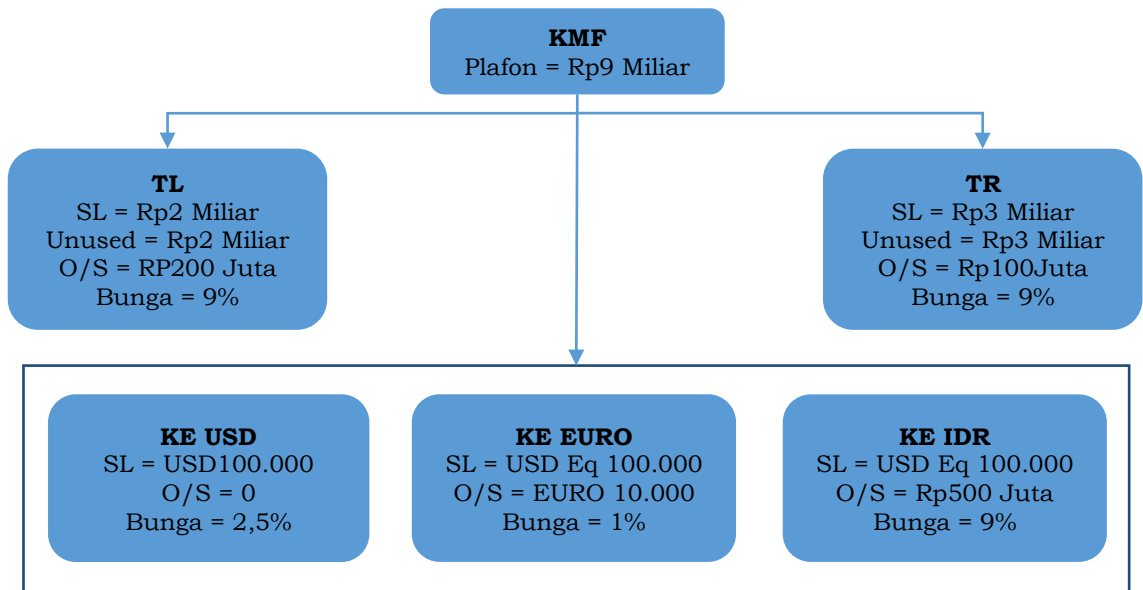 KMF
Plafon = Rp9 Miliar
TL
SL = Rp2 Miliar
Unused = Rp2 Miliar
O/S = RP200 Juta
Bunga = 9%
TR
SL = Rp3 Miliar
Unused = Rp3 Miliar
O/S = Rp100Juta
Bunga = 9%
KE USD
SL = USD100.000
O/S = 0
Bunga = 2,5%
KE EURO
SL = USD Eq 100.000
O/S = EURO 10.000
Bunga = 1%
KE IDR
SL = USD Eq 100.000
O/S = Rp500 Juta
Bunga = 9%